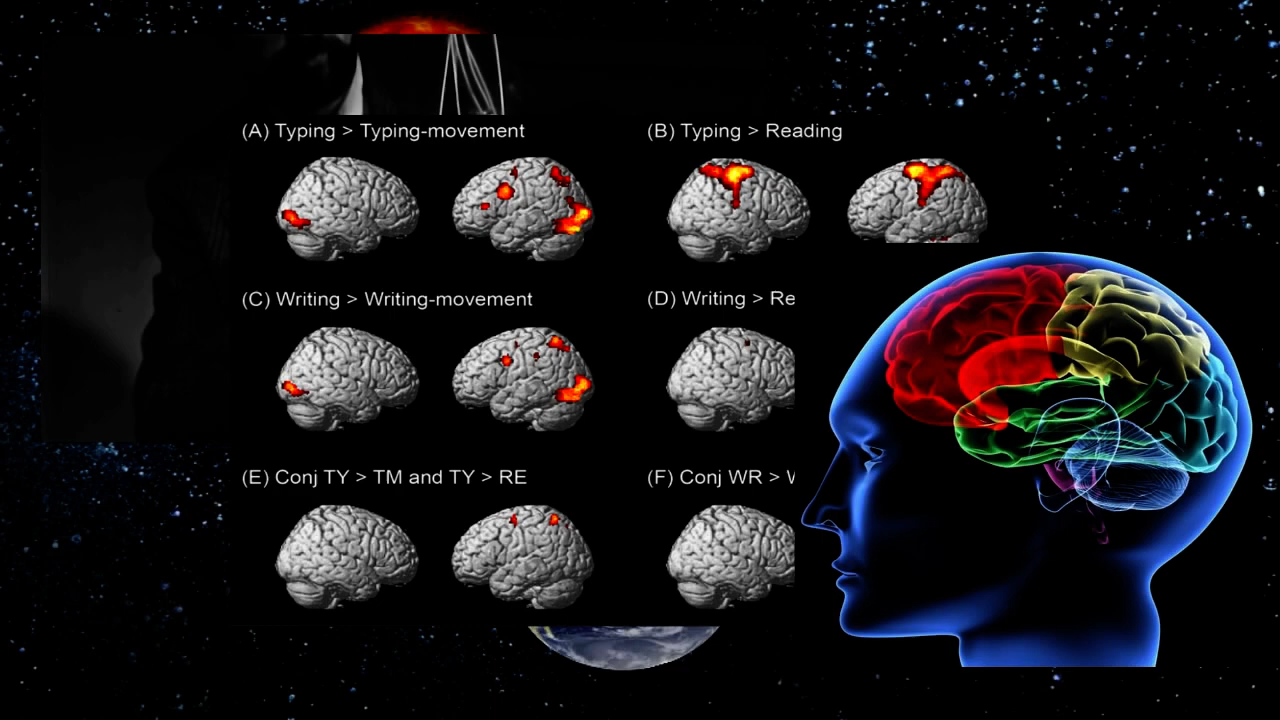 (A) Typing > Typing-movement
(B) Typing > Reading
(C) Writing > Writing-movement
(D) Writing > Re
(E) Conj TY > TM and TY > RE
(F) Conj WR >